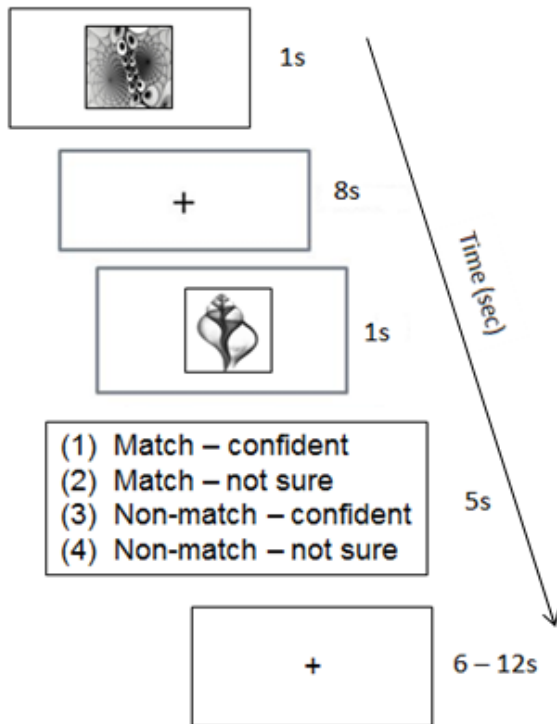 1s
+
8s
1s
Time (sec)
(1) Match – confident
(2) Match – not sure
(3) Non-match – confident
(4) Non-match – not sure
5s
+
6 – 12s